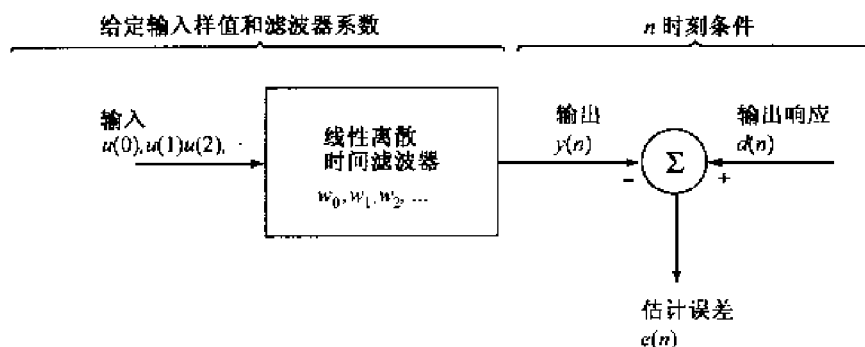 给定输入样值和滤波器系数
n 时刻条件
输入
u(0),u(1)u(2), ·
线性离散
时间滤波器
w₀,w₁,w₂,...
输出
y(n)
输出响应
d(n)
Σ
−
+
估计误差
e(n)